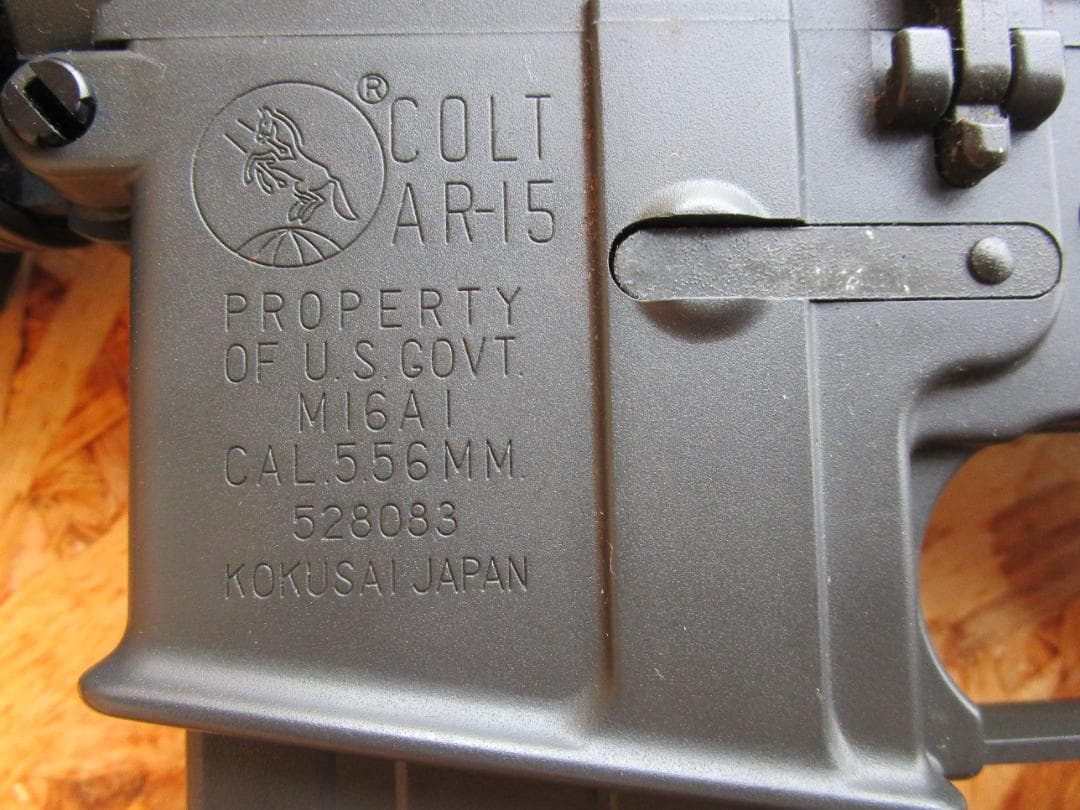 ®
COLT
AR-15
PROPERTY
OF U.S.GOVT.
M16A1
CAL.5.56MM.
528083
KOKUSAI JAPAN